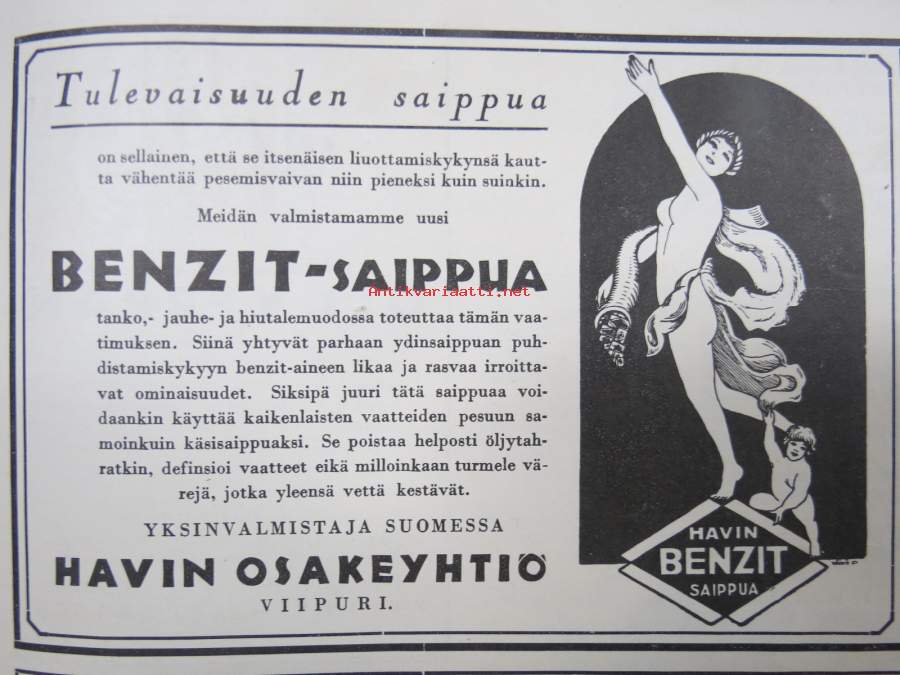 Tulevaisuuden saippua
on sellainen, että se itsenäisen liuottamiskykynsä kaut-
ta vähentää pesemisvaivan niin pieneksi kuin suinkin.
Meidän valmistamamme uusi
BENZIT-SAIPPUA
Antikvariaatti.net
tanko,- jauhe- ja hiutalemuodossa toteuttaa tämän vaa-
timuksen. Siinä yhtyvät parhaan ydinsaippuan puh-
distamiskykyyn benzit-aineen likaa ja rasvaa irroitta-
vat ominaisuudet. Siksipä juuri tätä saippuaa voi-
daankin käyttää kaikenlaisten vaatteiden pesuun sa-
moinkuin käsisaippuaksi. Se poistaa helposti öljytah-
ratkin, definsioi vaatteet eikä milloinkaan turmele vä-
rejä, jotka yleensä vettä kestävät.
YKSINVALMISTAJA SUOMESSA
HAVIN OSAKEYHTIÖ
VIIPURI.
HAVIN
BENZIT
SAIPPUA